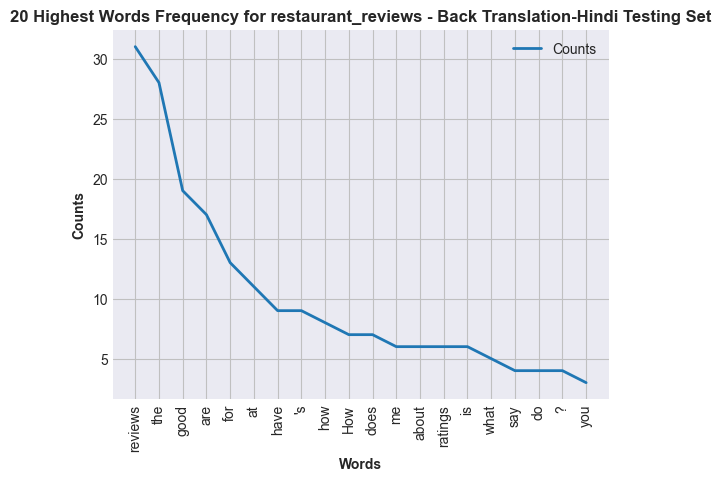 20 Highest Words Frequency for restaurant_reviews - Back Translation-Hindi Testing Set
Counts
30
25
20
15
10
5
Counts
reviews
the
good
are
for
at
have
's
how
How
does
me
about
ratings
is
what
say
do
?
you
Words